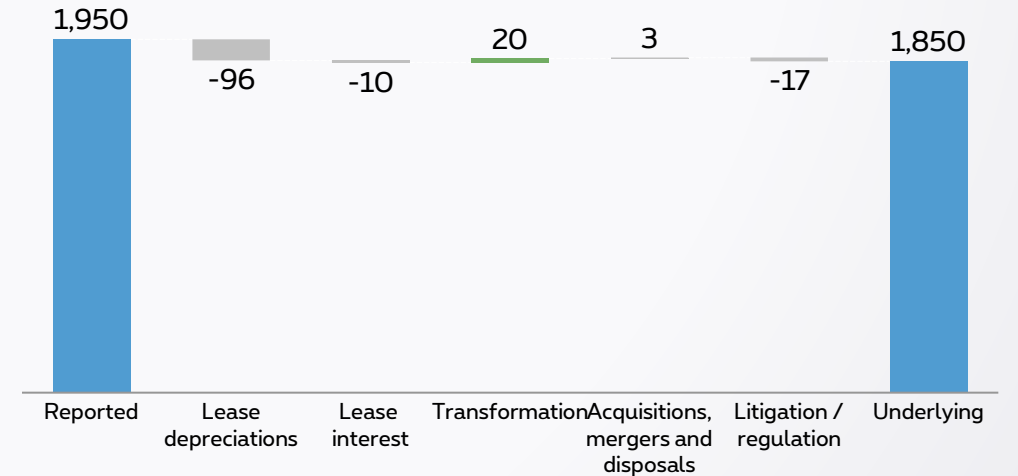 1,950
-96
-10
20
3
-17
1,850
Reported
Lease
depreciations
Lease
interest
Transformation
Acquisitions,
mergers and
disposals
Litigation /
regulation
Underlying